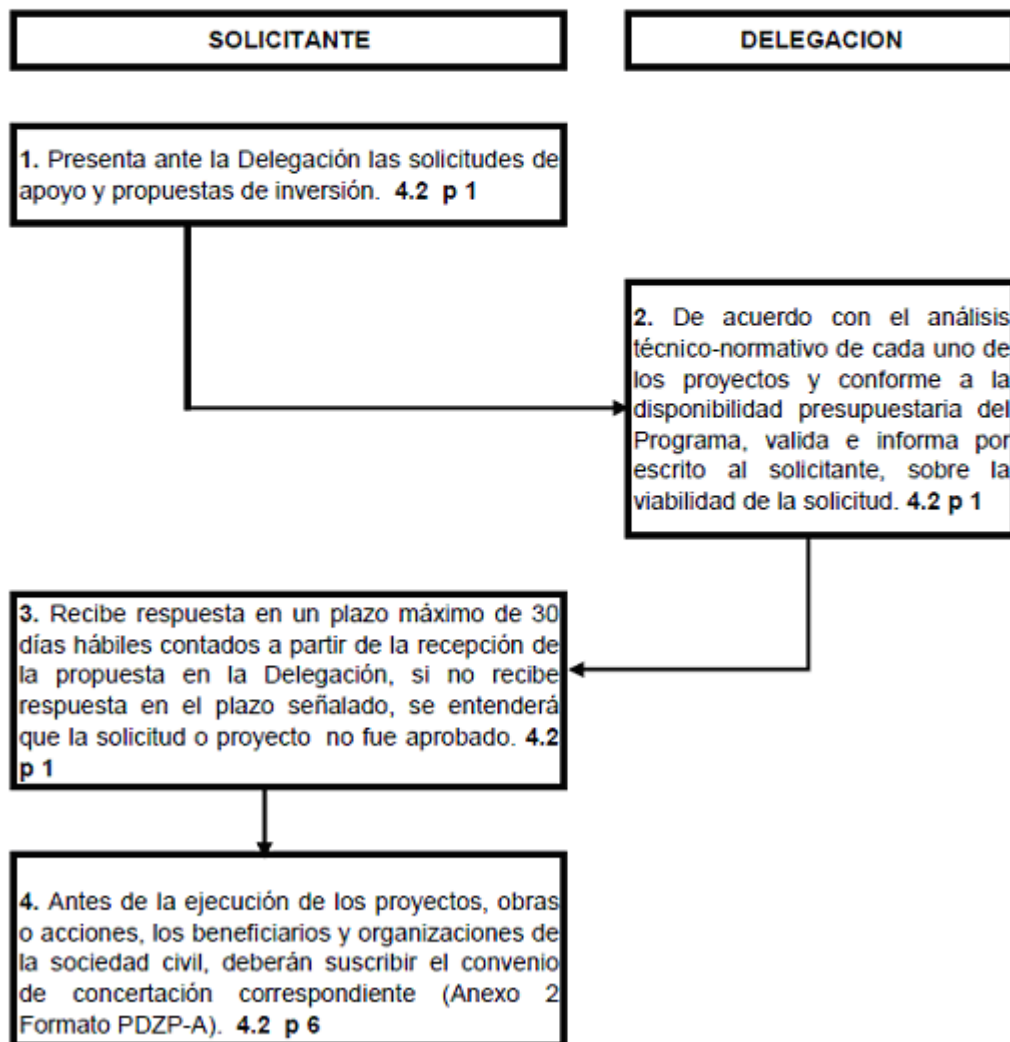 SOLICITANTE
DELEGACION
1. Presenta ante la Delegación las solicitudes de
apoyo y propuestas de inversión. 4.2 p 1
2. De acuerdo con el análisis
técnico-normativo de cada uno de
los proyectos y conforme a la
disponibilidad presupuestaria del
Programa, valida e informa por
escrito al solicitante, sobre la
viabilidad de la solicitud. 4.2 p 1
3. Recibe respuesta en un plazo máximo de 30
días hábiles contados a partir de la recepción de
la propuesta en la Delegación, si no recibe
respuesta en el plazo señalado, se entenderá
que la solicitud o proyecto no fue aprobado. 4.2
p 1
4. Antes de la ejecución de los proyectos, obras
o acciones, los beneficiarios y organizaciones de
la sociedad civil, deberán suscribir el convenio
de concertación correspondiente (Anexo 2
Formato PDZP-A). 4.2 p 6